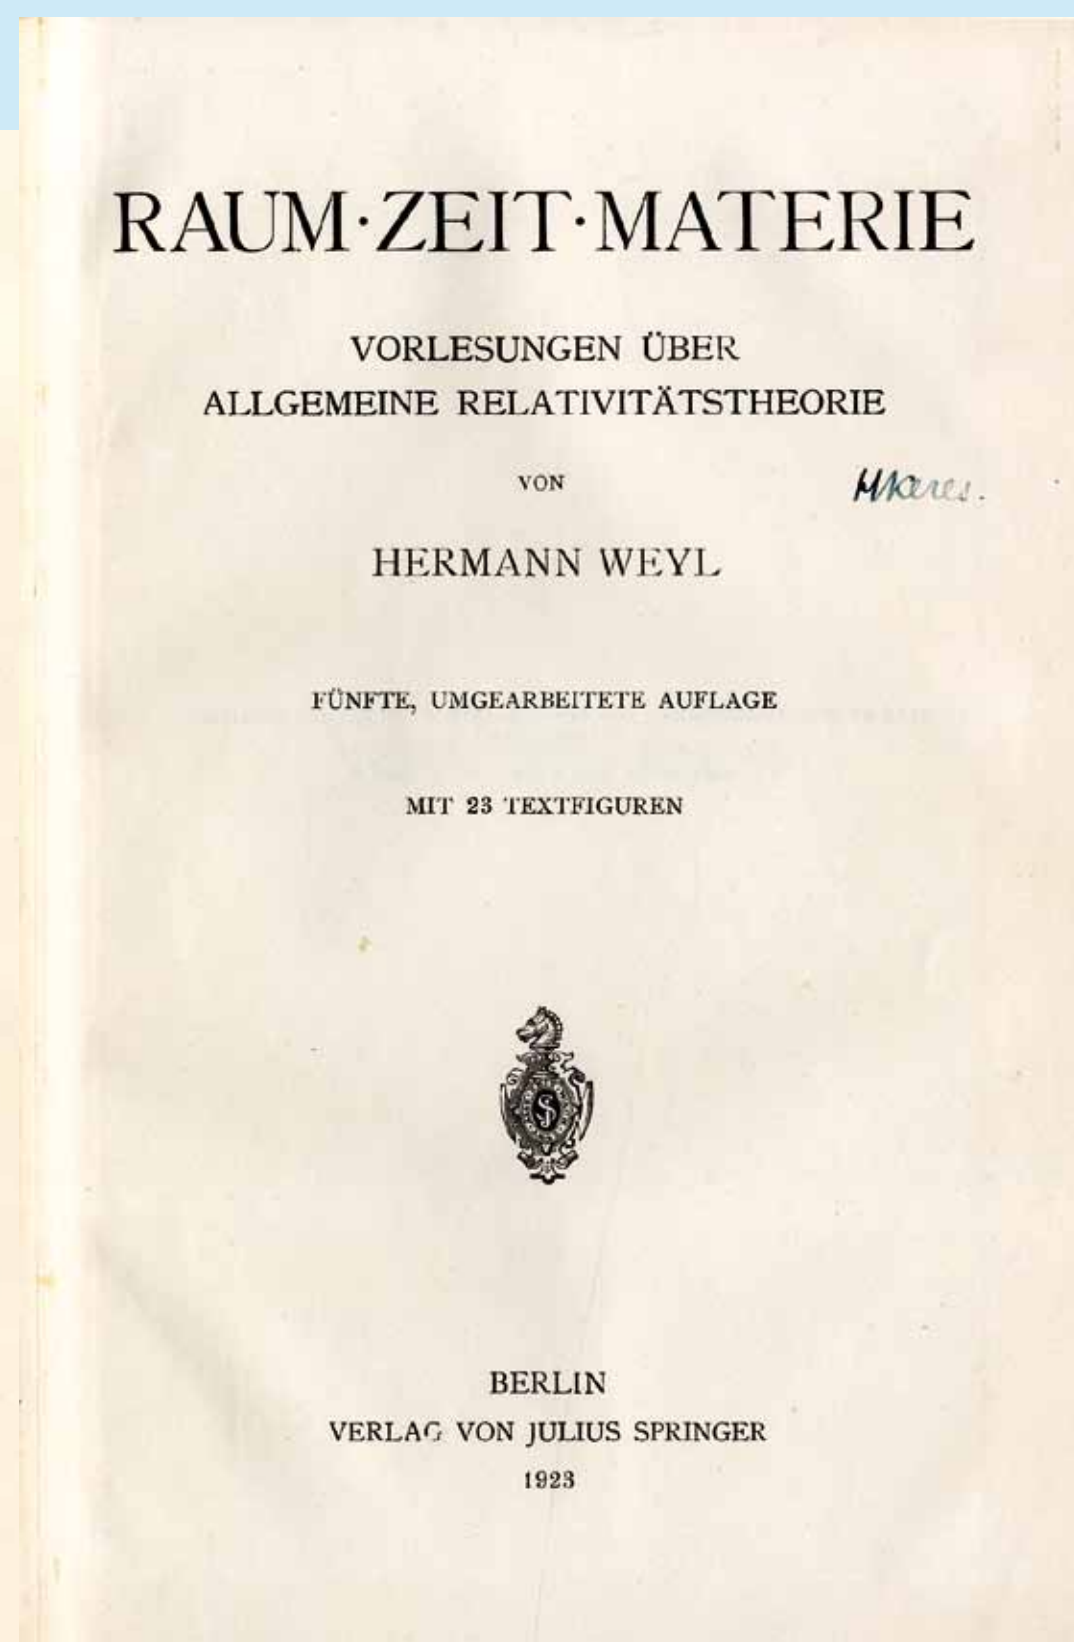 RAUM·ZEIT·MATERIE
VORLESUNGEN ÜBER
ALLGEMEINE RELATIVITÄTSTHEORIE
VON
HKeres.
HERMANN WEYL
FÜNFTE, UMGEARBEITETE AUFLAGE
MIT 23 TEXTFIGUREN
BERLIN
VERLAG VON JULIUS SPRINGER
1923